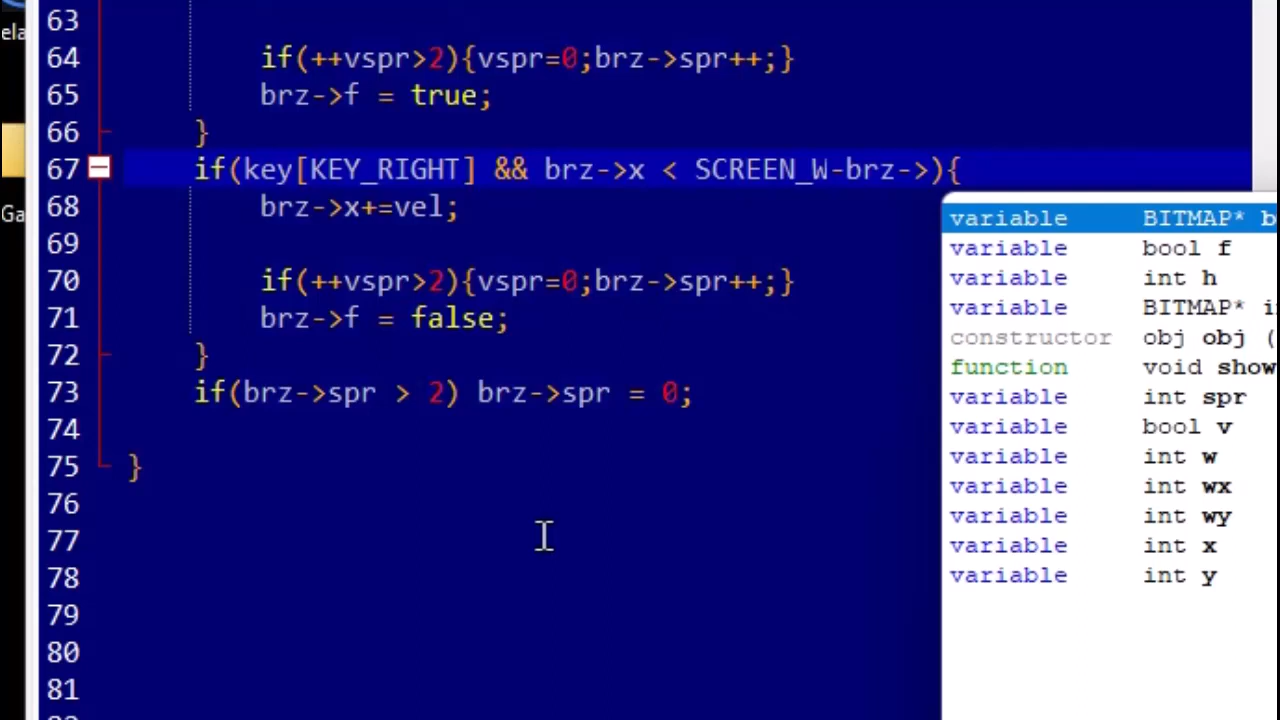 63
ela
64 if(++vspr>2){vspr=0;brz->spr++;}
65 brz->f = true;
66 }
67 if(key[KEY_RIGHT] && brz->x < SCREEN_W-brz->){
68 brz->x+=vel;
Ga
variable BITMAP* b
69
variable bool f
70 if(++vspr>2){vspr=0;brz->spr++;}
variable int h
71 brz->f = false;
variable BITMAP* i
constructor obj obj (
72 }
function void show
73 if(brz->spr > 2) brz->spr = 0;
variable int spr
74
variable bool v
75 }
variable int w
76
variable int wx
variable int wy
77
variable int x
78
variable int y
79
80
81